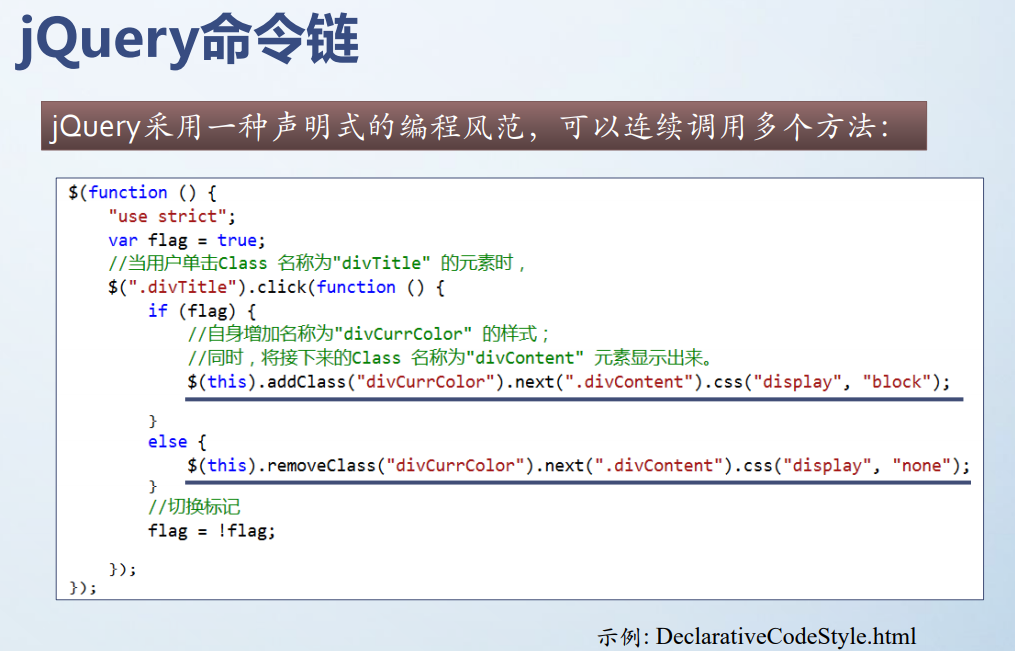 jQuery命令链
jQuery采用一种声明式的编程风范，可以连续调用多个方法：
$(function () {
"use strict";
var flag = true;
//当用户单击Class 名称为"divTitle" 的元素时，
$(".divTitle").click(function () {
if (flag) {
//自身增加名称为"divCurrColor" 的样式；
//同时，将接下来的Class 名称为"divContent" 元素显示出来。
$(this).addClass("divCurrColor").next(".divContent").css("display", "block");
}
else {
$(this).removeClass("divCurrColor").next(".divContent").css("display", "none");
}
//切换标记
flag = !flag;
});
});
示例: DeclarativeCodeStyle.html